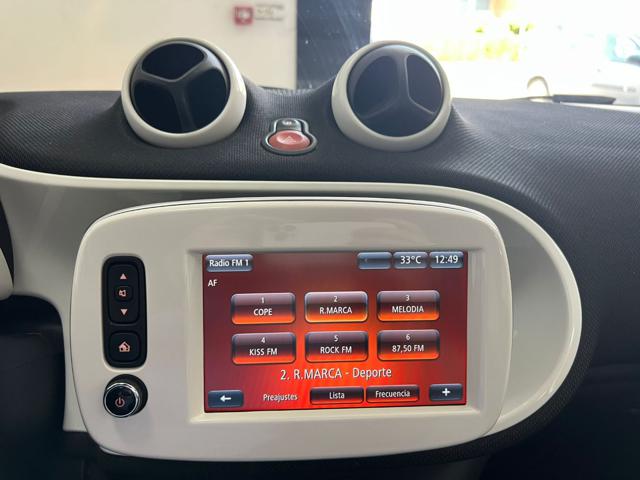 Radio FM 1 33°C 12:49
AF
1 2 3
COPE R.MARCA MELODIA
4 5 6
KISS FM ROCK FM 87,50 FM
2. R.MARCA - Deporte
Preajustes Lista Frecuencia +